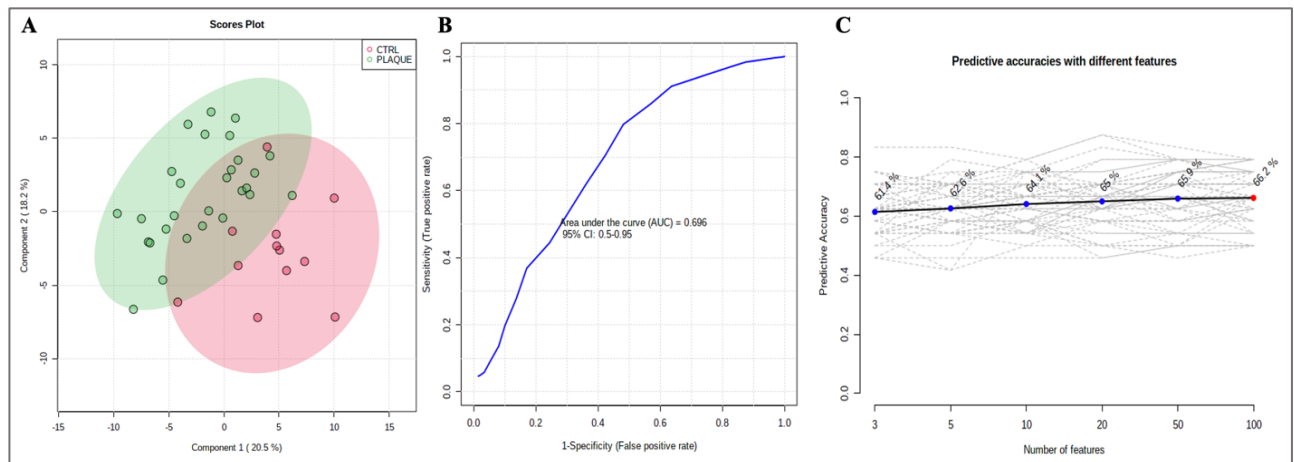 A
Scores Plot
CTRL
PLAQUE
10
5
0
-5
-10
Component 2 ( 18.2 %)
-15
-10
-5
0
5
10
15
Component 1 ( 20.5 %)
B
1.0
0.8
0.6
0.4
0.2
0.0
Sensitivity (True positive rate)
Area under the curve (AUC) = 0.696
95% CI: 0.5-0.95
0.0
0.2
0.4
0.6
0.8
1.0
1-Specificity (False positive rate)
C
Predictive accuracies with different features
1.0
0.8
0.6
0.4
0.2
0.0
Predictive Accuracy
61.4 %
62.6 %
64.1 %
65 %
65.9 %
66.2 %
3
5
10
20
50
100
Number of features